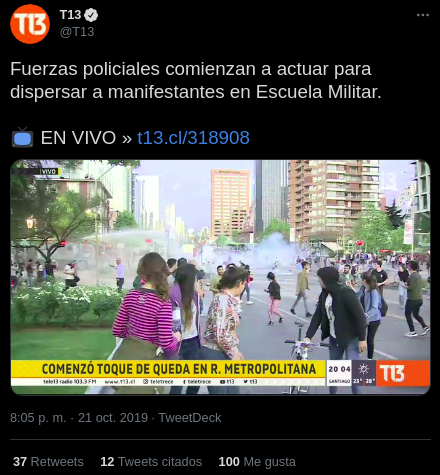 T13
T13
@T13
Fuerzas policiales comienzan a actuar para
dispersar a manifestantes en Escuela Militar.
EN VIVO » t13.cl/318908
VIVO
COMENZÓ TOQUE DE QUEDA EN R. METROPOLITANA
20 04
SANTIAGO 23° 28°
T13
tele13 radio 103.3 FM www.t13.cl teletrece teletrece t13 t13
8:05 p. m. · 21 oct. 2019 · TweetDeck
37 Retweets 12 Tweets citados 100 Me gusta